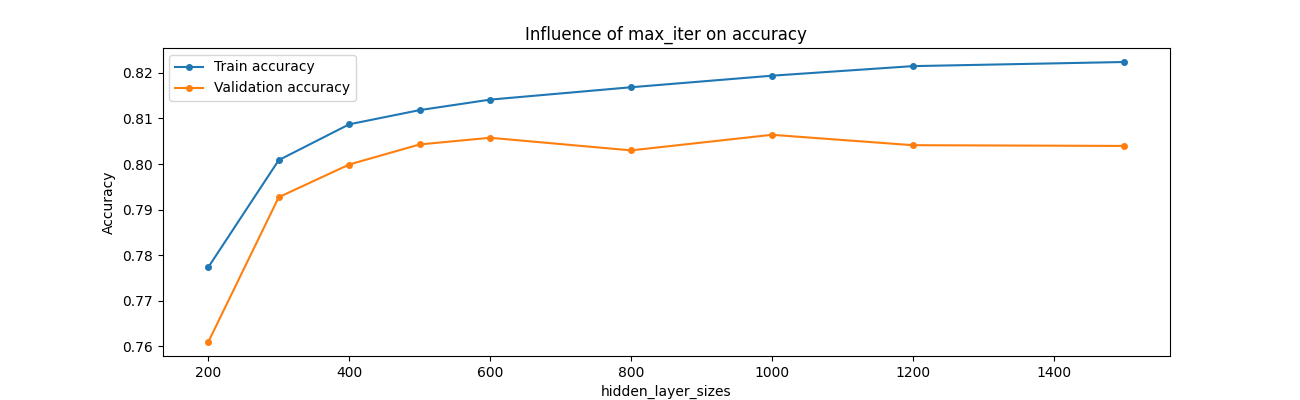 Influence of max_iter on accuracy
Train accuracy
Validation accuracy
Accuracy
0.82
0.81
0.80
0.79
0.78
0.77
0.76
200 400 600 800 1000 1200 1400
hidden_layer_sizes